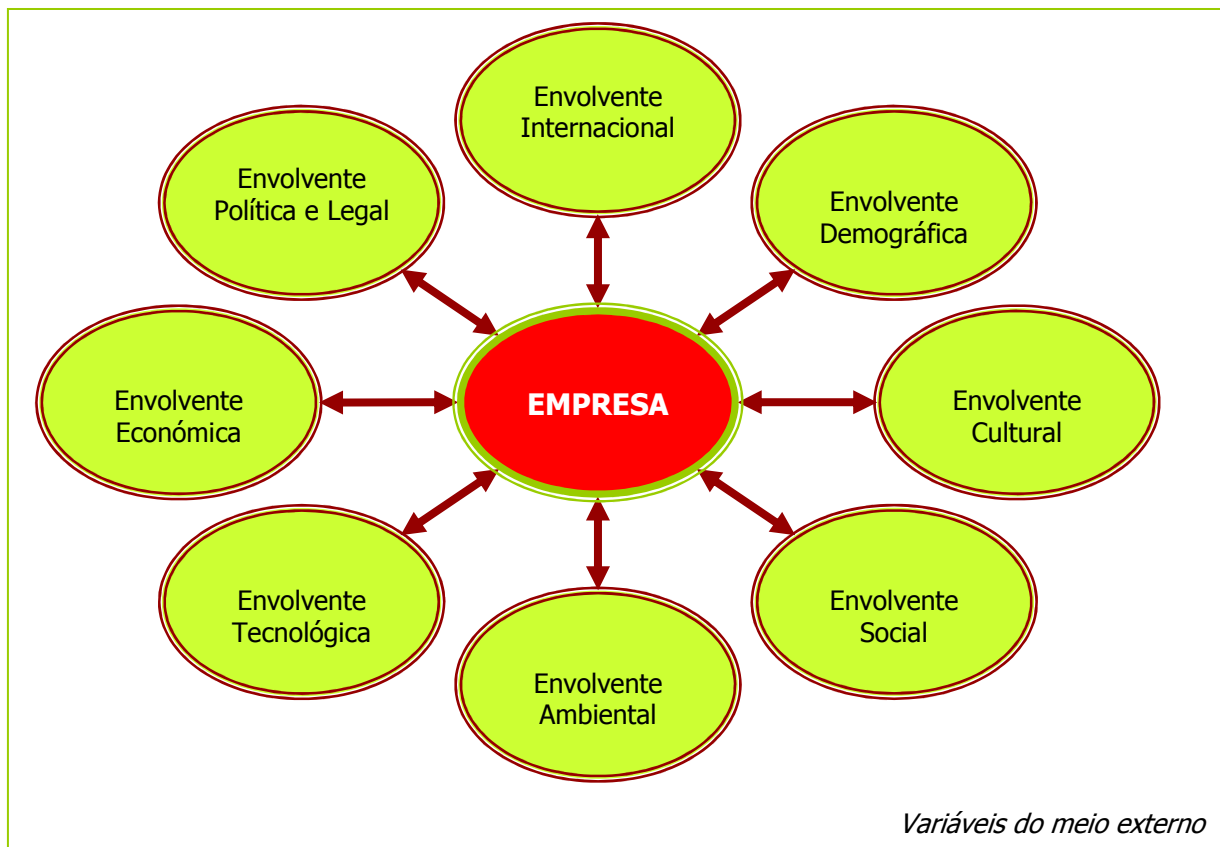 Envolvente
Internacional
Envolvente
Política e Legal
Envolvente
Demográfica
Envolvente
Económica
EMPRESA
Envolvente
Cultural
Envolvente
Tecnológica
Envolvente
Social
Envolvente
Ambiental
Variáveis do meio externo